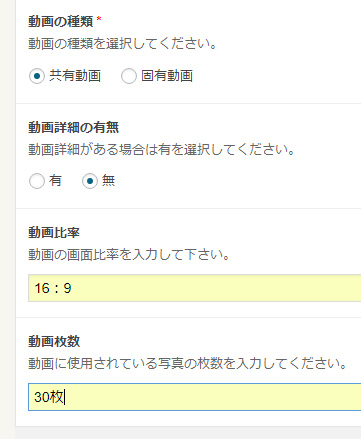 動画の種類 *
動画の種類を選択してください。
共有動画 固有動画
動画詳細の有無
動画詳細がある場合は有を選択してください。
有 無
動画比率
動画の画面比率を入力して下さい。
16：9
動画枚数
動画に使用されている写真の枚数を入力してください。
30枚